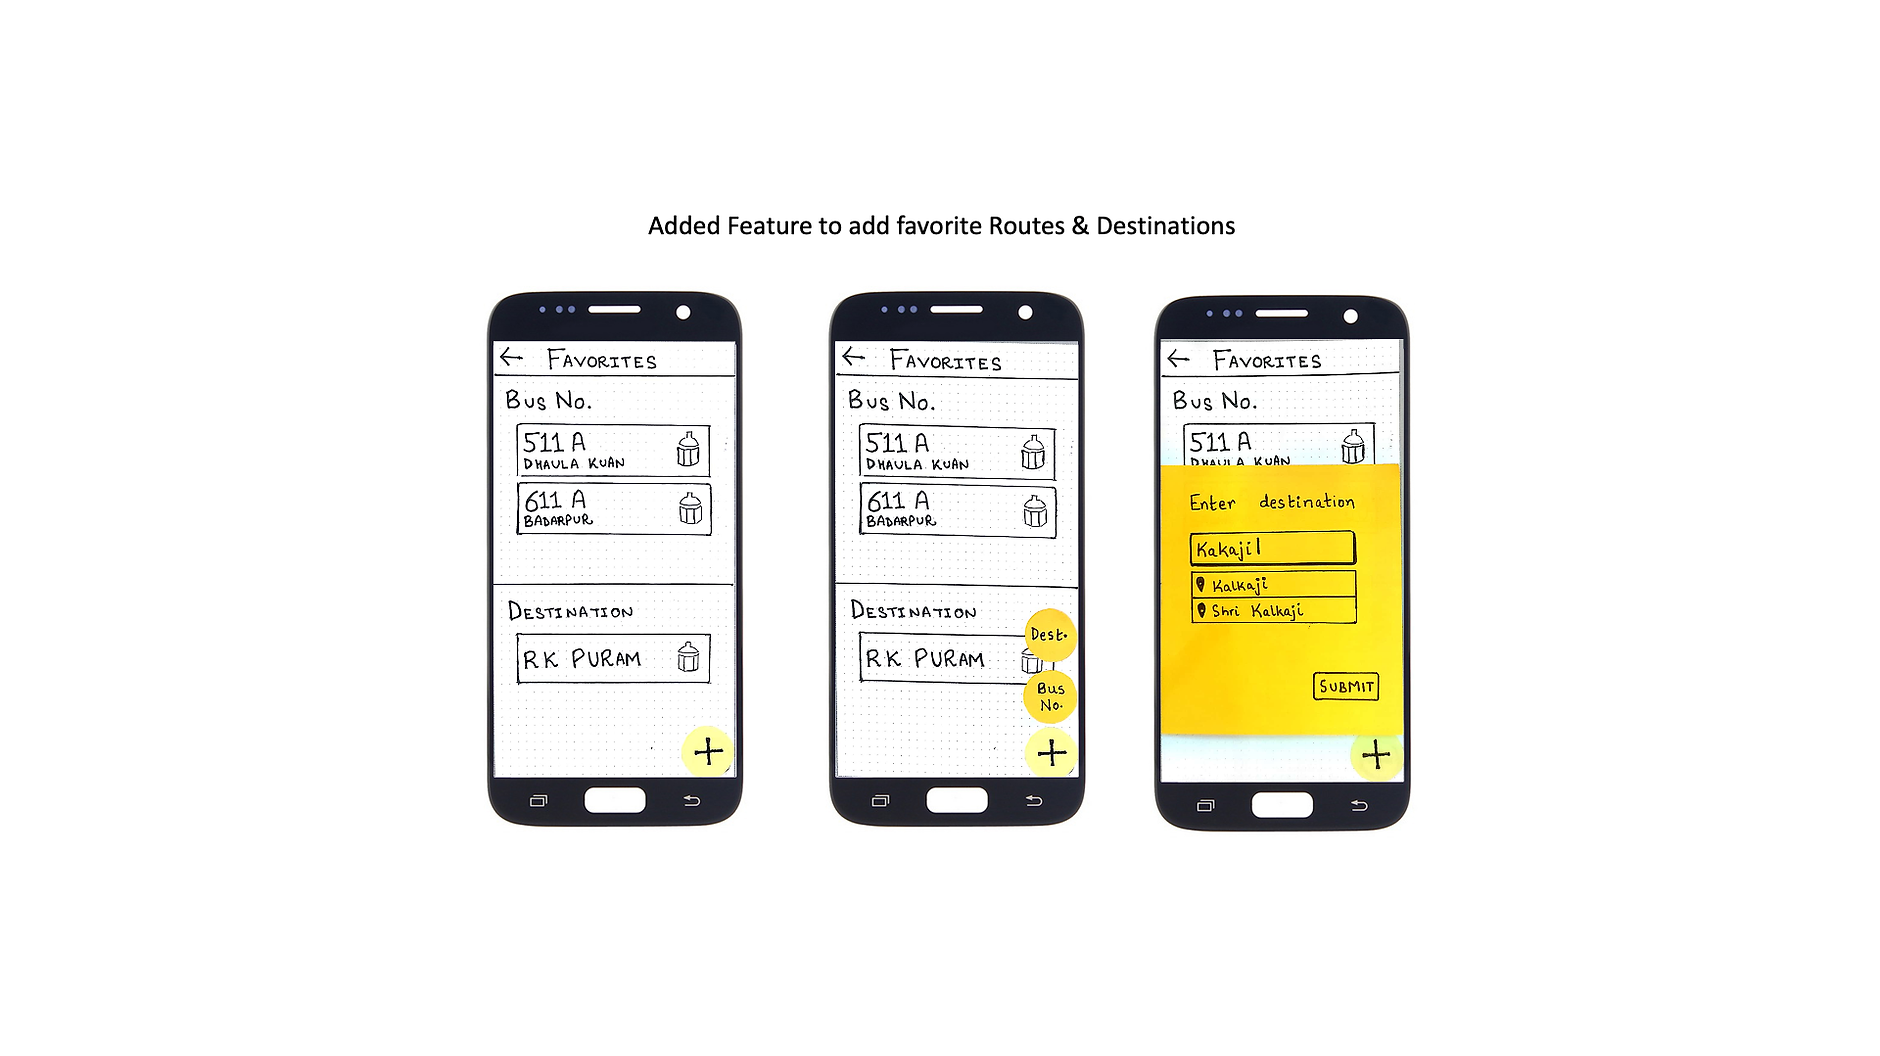 Added Feature to add favorite Routes & Destinations
← FAVORITES
Bus No.
511 A
DHAULA KUAN
611 A
BADARPUR
DESTINATION
RK PURAM
+
← FAVORITES
Bus No.
511 A
DHAULA KUAN
611 A
BADARPUR
DESTINATION
Dest.
RK PURAM
Bus
No.
+
← FAVORITES
Bus No.
511 A
DHAULA KUAN
Enter destination
Kakaji|
Kalkaji
Shri Kalkaji
SUBMIT
+